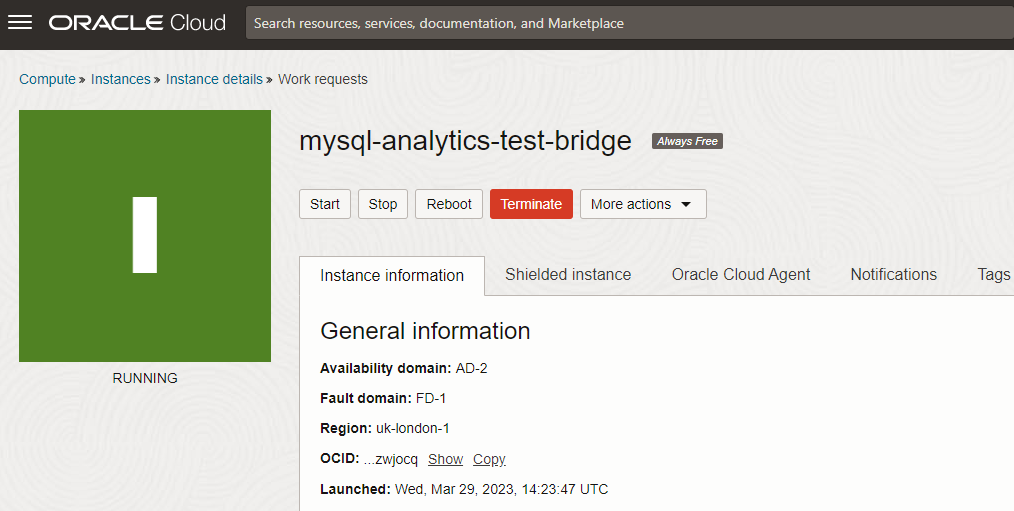 ORACLE Cloud
Search resources, services, documentation, and Marketplace
Compute » Instances » Instance details » Work requests
I
RUNNING
mysql-analytics-test-bridge Always Free
Start Stop Reboot Terminate More actions
Instance information Shielded instance Oracle Cloud Agent Notifications Tags
General information
Availability domain: AD-2
Fault domain: FD-1
Region: uk-london-1
OCID: ...zwjocq Show Copy
Launched: Wed, Mar 29, 2023, 14:23:47 UTC